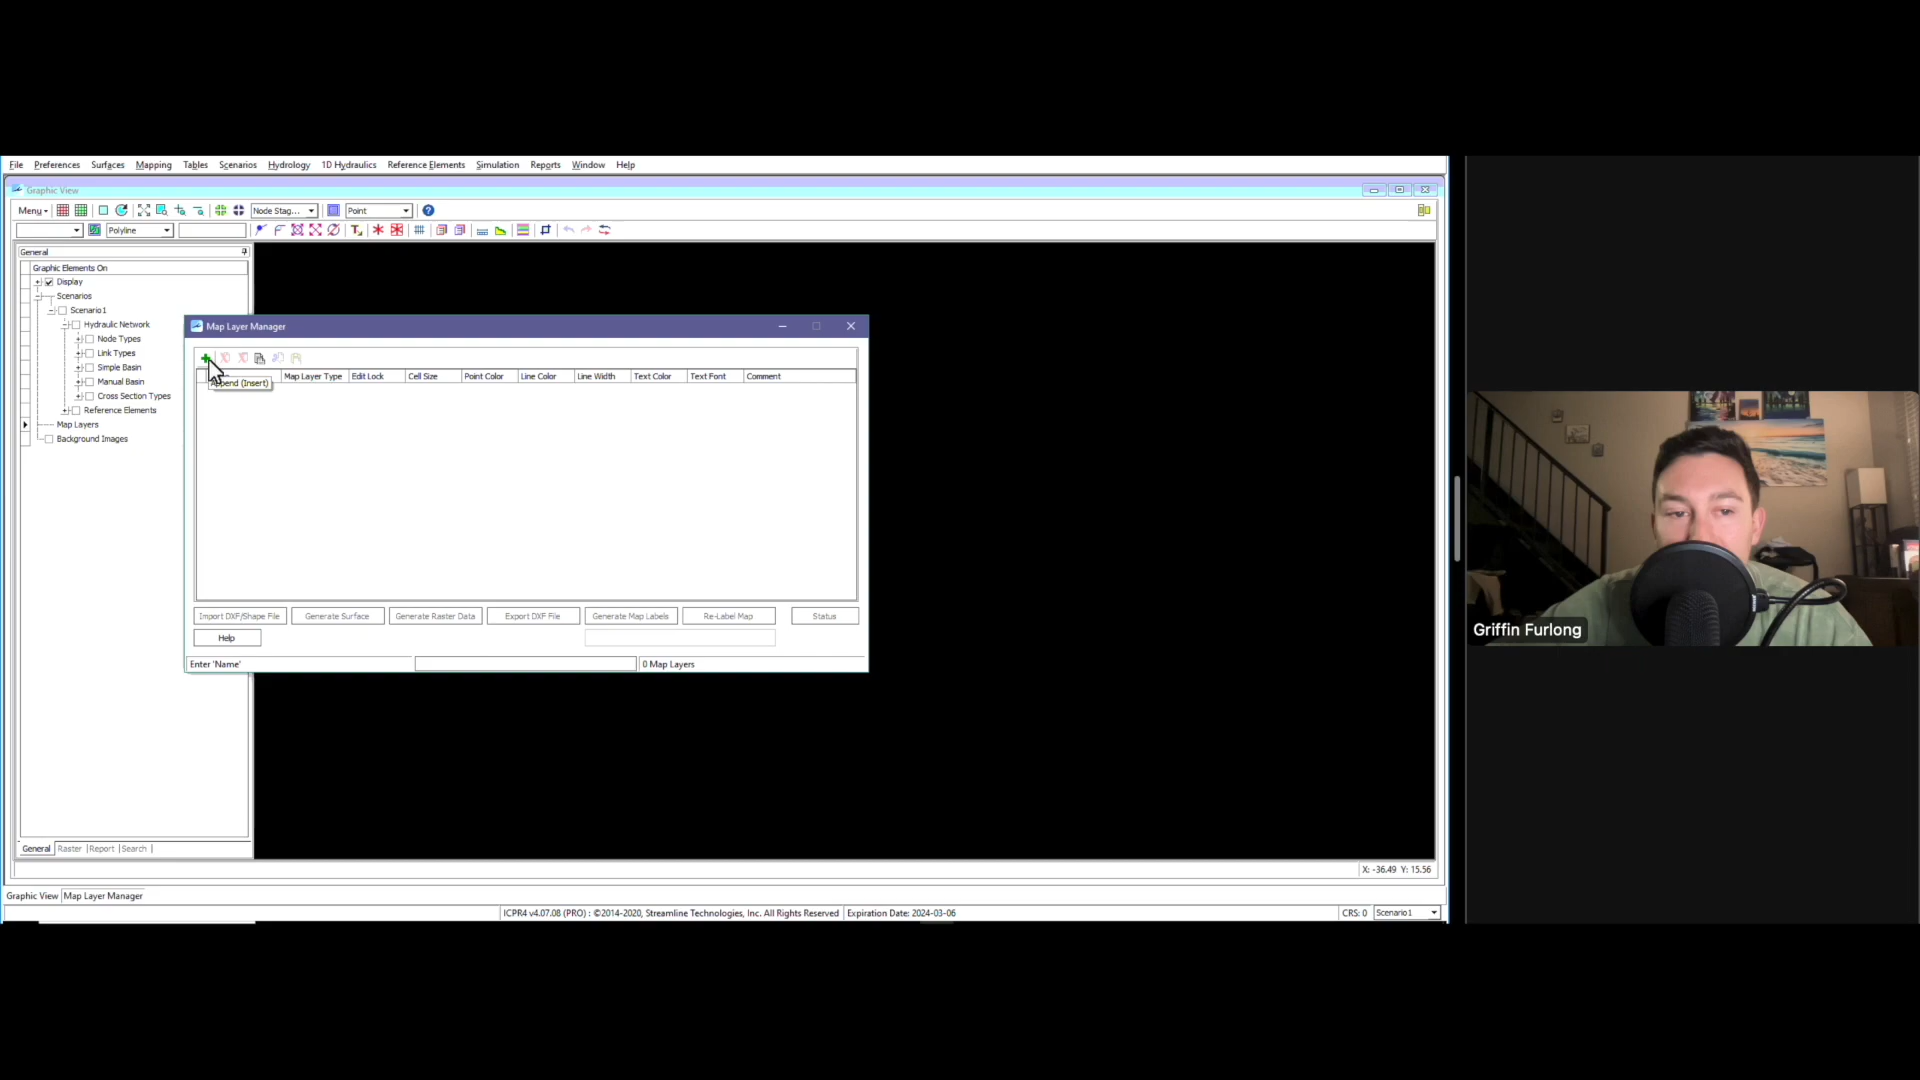 File Preferences Surfaces Mapping Tables Scenarios Hydrology 1D Hydraulics Reference Elements Simulation Reports Window Help
Graphic View
Menu Node Stag... Point
Polyline
General
Graphic Elements On
Display
Scenarios
Scenario1
Hydraulic Network
Node Types
Link Types
Simple Basin
Manual Basin
Cross Section Types
Reference Elements
Map Layers
Background Images
Map Layer Manager
Map Layer Type Edit Lock Cell Size Point Color Line Color Line Width Text Color Text Font Comment
Append (Insert)
Import DXF/Shape File Generate Surface Generate Raster Data Export DXF File Generate Map Labels Re-Label Map Status
Help
Enter 'Name' 0 Map Layers
Griffin Furlong
General Raster Report Search
X: -36.49 Y: 15.56
Graphic View Map Layer Manager
ICPR4 v4.07.08 (PRO) : ©2014-2020, Streamline Technologies, Inc. All Rights Reserved Expiration Date: 2024-03-06 CRS: 0 Scenario1